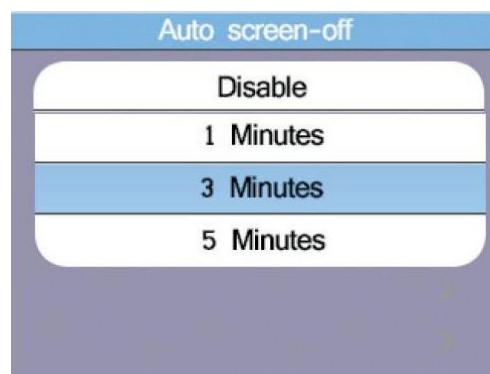 Auto screen-off
Disable
1 Minutes
3 Minutes
5 Minutes